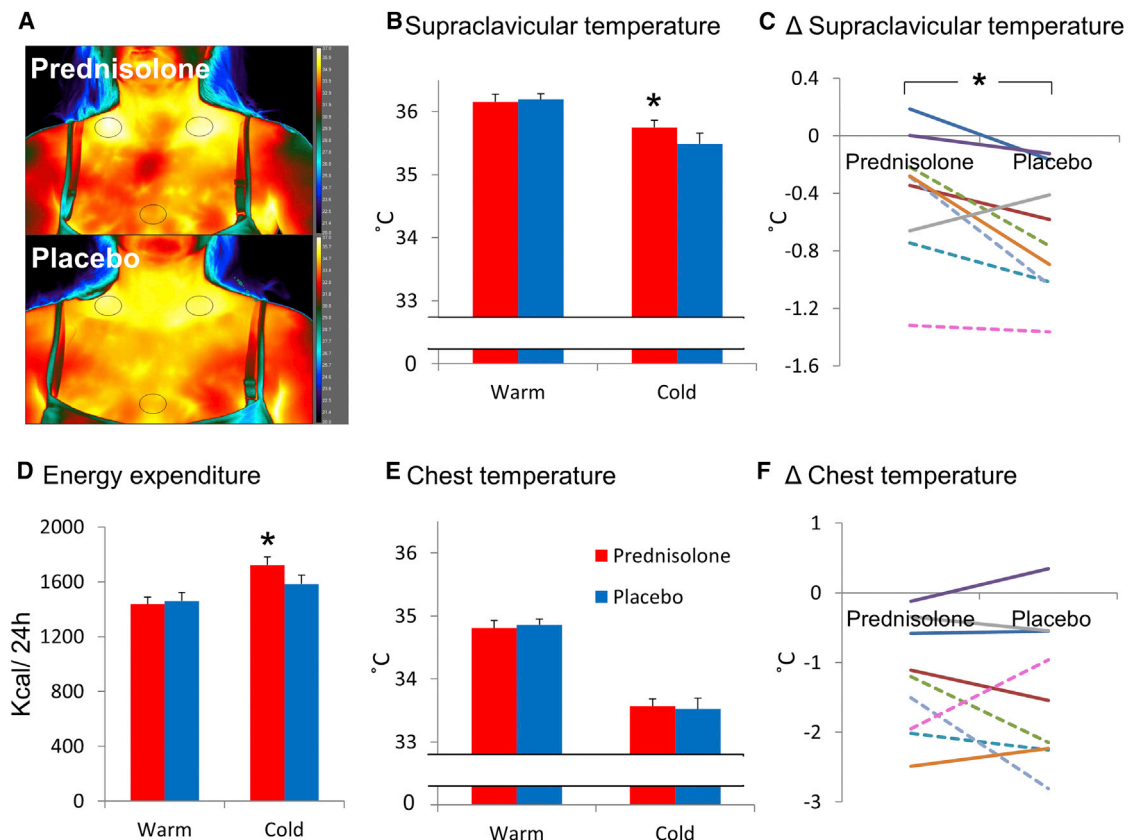 A
Prednisolone
Placebo
B Supraclavicular temperature
36
35
34
33
0
°C
*
Warm Cold
C Δ Supraclavicular temperature
*
0.4
0
-0.4
-0.8
-1.2
-1.6
°C
Prednisolone Placebo
D Energy expenditure
2000
1600
1200
800
400
0
Kcal/ 24h
*
Warm Cold
E Chest temperature
36
35
34
33
0
°C
Prednisolone
Placebo
Warm Cold
F Δ Chest temperature
1
0
-1
-2
-3
°C
Prednisolone Placebo